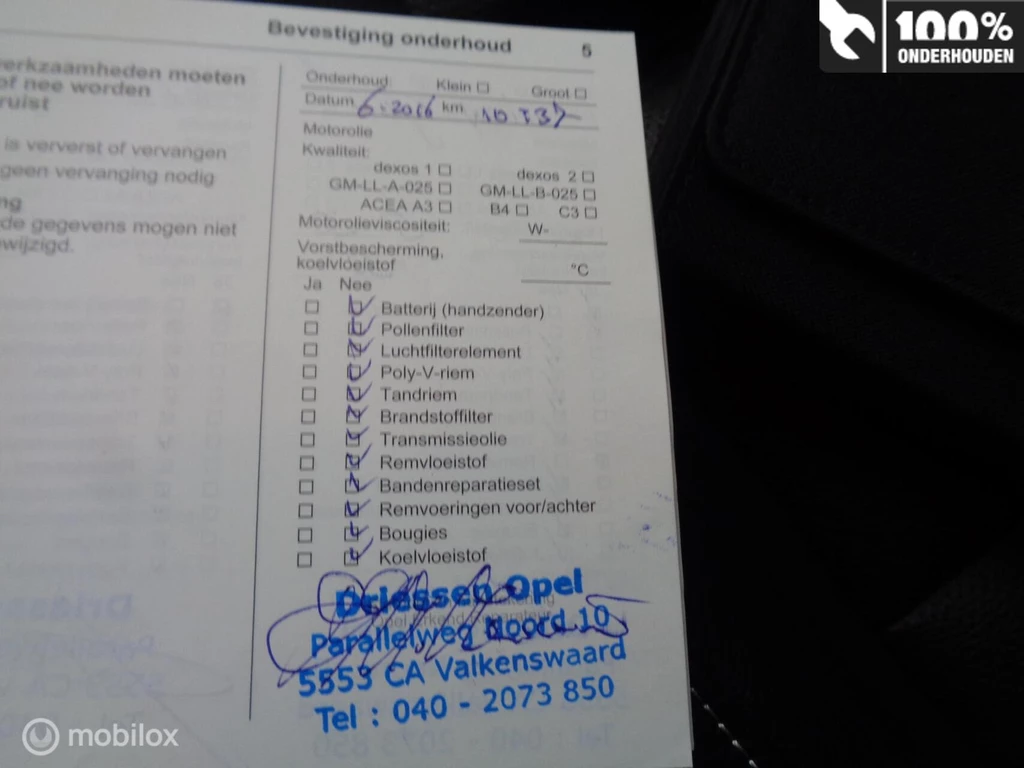 100%
ONDERHOUDEN
Bevestiging onderhoud 5
werkzaamheden moeten
of nee worden
ruist
is ververst of vervangen
geen vervanging nodig
ng
de gegevens mogen niet
wijzigd.
Onderhoud: Klein ☐ Groot ☐
Datum 6-2016 km.
Motorolie
Kwaliteit:
dexos 1 ☐ dexos 2 ☐
GM-LL-A-025 ☐ GM-LL-B-025 ☐
ACEA A3 ☐ B4 ☐ C3 ☐
Motorolieviscositeit: W-
Vorstbescherming,
koelvloeistof °C
Ja Nee
Batterij (handzender)
Pollenfilter
Luchtfilterelement
Poly-V-riem
Tandriem
Brandstoffilter
Transmissieolie
Remvloeistof
Bandenreparatieset
Remvoeringen voor/achter
Bougies
Koelvloeistof
Driessen Opel
Parallelweg Noord 10
5553 CA Valkenswaard
Tel : 040 - 2073 850
mobilox